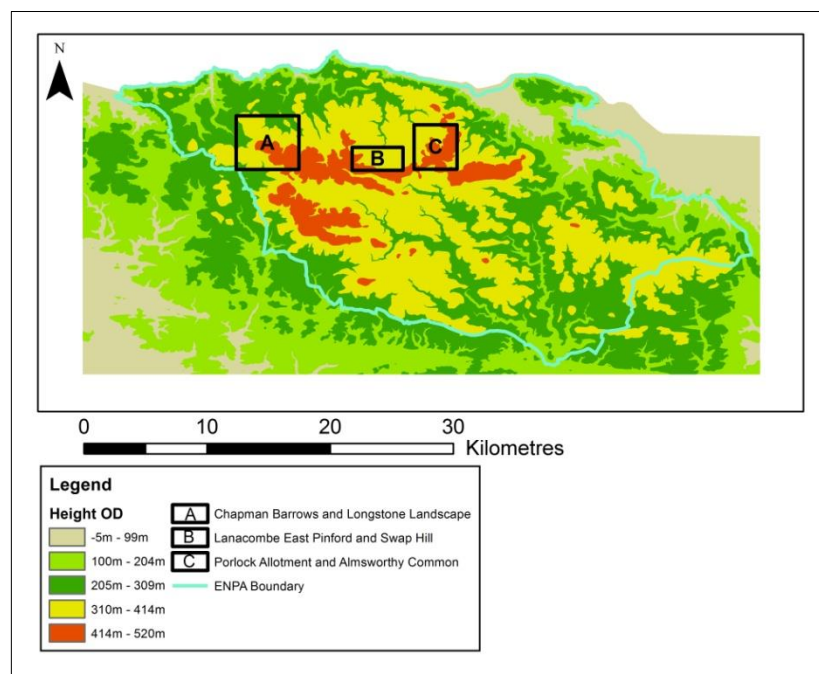 N
A
B
C
0 10 20 30
Kilometres
Legend
Height OD
-5m - 99m
100m - 204m
205m - 309m
310m - 414m
414m - 520m
A Chapman Barrows and Longstone Landscape
B Lanacombe East Pinford and Swap Hill
C Porlock Allotment and Almsworthy Common
ENPA Boundary